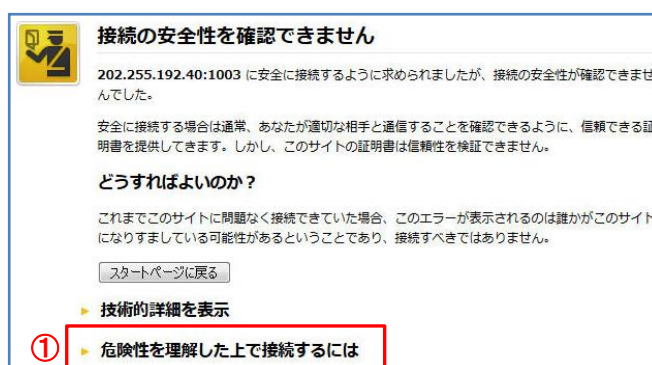 接続の安全性を確認できません
202.255.192.40:1003 に安全に接続するように求められましたが、接続の安全性が確認できませ
んでした。
安全に接続する場合は通常、あなたが適切な相手と通信することを確認できるように、信頼できる証
明書を提供してきます。しかし、このサイトの証明書は信頼性を検証できません。
どうすればよいのか？
これまでこのサイトに問題なく接続できていた場合、このエラーが表示されるのは誰かがこのサイト
になりすましている可能性があるということであり、接続すべきではありません。
スタートページに戻る
技術的詳細を表示
① 危険性を理解した上で接続するには